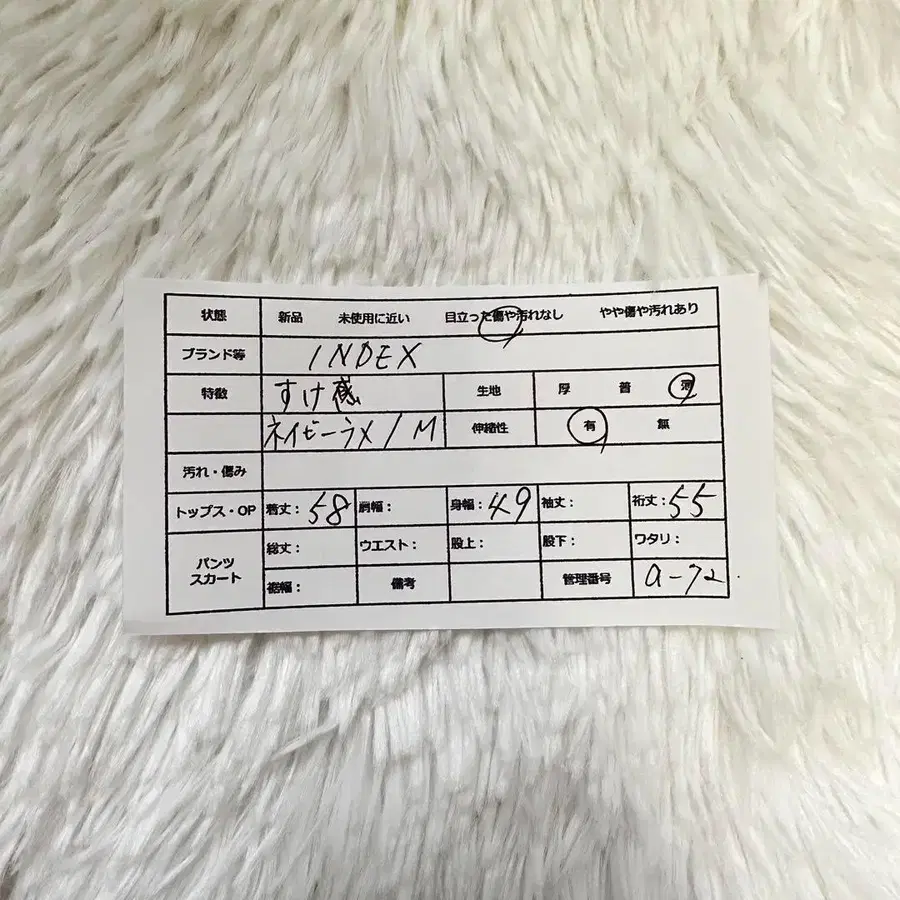 状態 新品 未使用に近い 目立った傷や汚れなし やや傷や汚れあり
ブランド等 INDEX
特徴 すけ感 生地 厚 普 薄
ネイビーラメ / M 伸縮性 有 無
汚れ・傷み
トップス・OP 着丈: 58 肩幅: 身幅: 49 袖丈: 裄丈: 55
パンツ スカート 総丈: ウエスト: 股上: 股下: ワタリ:
裾幅: 備考 管理番号 a-72